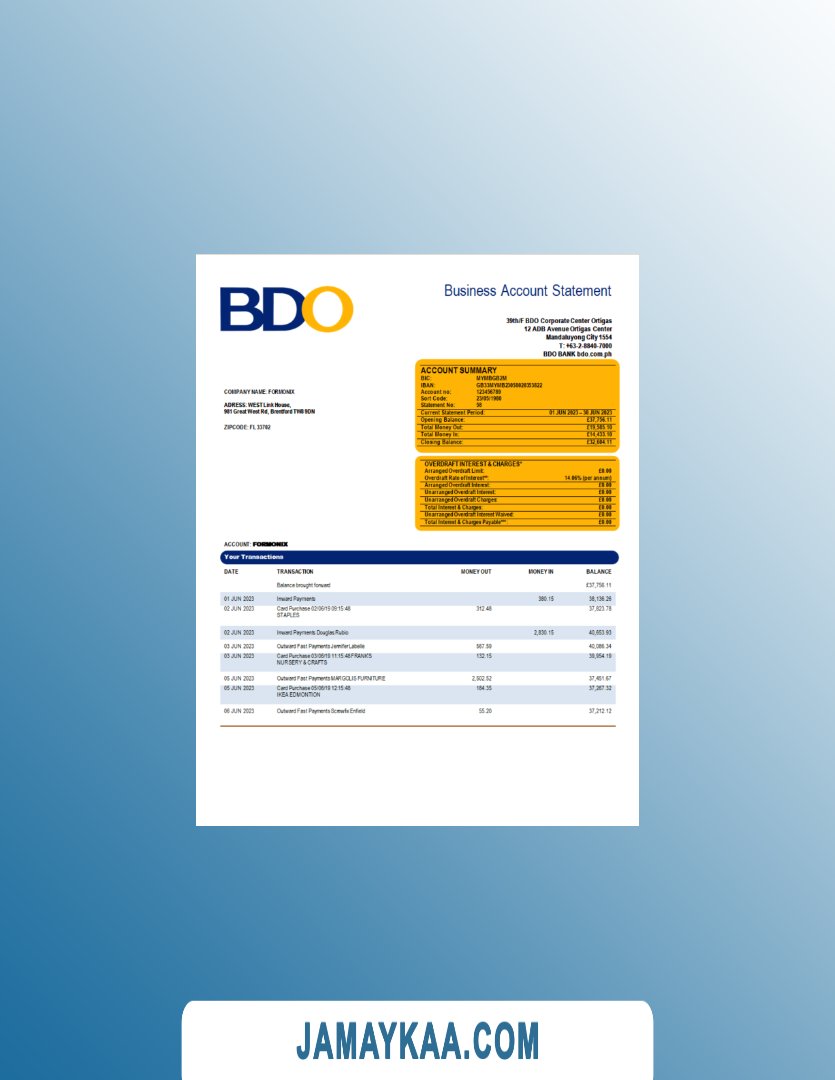 BDO
Business Account Statement
39th/F BDO Corporate Center Ortigas
12 ADB Avenue Ortigas Center
Mandaluyong City 1554
T: +63-2-8840-7000
BDO BANK bdo.com.ph
ACCOUNT SUMMARY
BIC: MYMBGB2M
IBAN: GB33MYMB23058020353822
Account no: 123456789
Sort Code: 23/05/1980
Statement No: 58
Current Statement Period: 01 JUN 2023 - 30 JUN 2023
Opening Balance: £37,756.11
Total Money Out: £19,585.10
Total Money In: £14,433.10
Closing Balance: £32,604.11
COMPANY NAME: FORMONIX
ADRESS: WEST Link House,
981 Great West Rd, Brentford TW8 9DN
ZIPCODE: FL 33702
OVERDRAFT INTEREST & CHARGES*
Arranged Overdraft Limit: £0.00
Overdraft Rate of Interest**: 14.06% (per annum)
Arranged Overdraft Interest: £0.00
Unarranged Overdraft Interest: £0.00
Unarranged Overdraft Charges: £0.00
Total Interest & Charges: £0.00
Unarranged Overdraft Interest Waived: £0.00
Total Interest & Charges Payable***: £0.00
ACCOUNT: FORMONIX
Your Transactions
DATE TRANSACTION MONEY OUT MONEY IN BALANCE
Balance brought forward £37,756.11
01 JUN 2023 Inward Payments 380.15 38,136.26
02 JUN 2023 Card Purchase 02/06/19 09:15:48 312.48 37,823.78
STAPLES
02 JUN 2023 Inward Payments Douglas Rubio 2,830.15 40,653.93
03 JUN 2023 Outward Fast Payments Jennifer Labelle 567.59 40,086.34
03 JUN 2023 Card Purchase 03/06/19 11:15:48 FRANK'S 132.15 39,954.19
NURSERY & CRAFTS
05 JUN 2023 Outward Fast Payments MARGOLIS FURNITURE 2,502.52 37,451.67
05 JUN 2023 Card Purchase 05/06/19 12:15:48 184.35 37,267.32
IKEA EDMONTION
06 JUN 2023 Outward Fast Payments Screwfix Enfield 55.20 37,212.12
JAMAYKAA.COM